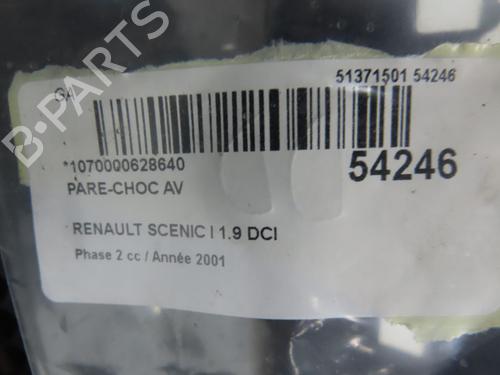 51371501 54246
B-PARTS
*1070000628640
54246
PARE-CHOC AV
RENAULT SCENIC I 1.9 DCI
Phase 2 cc / Année 2001